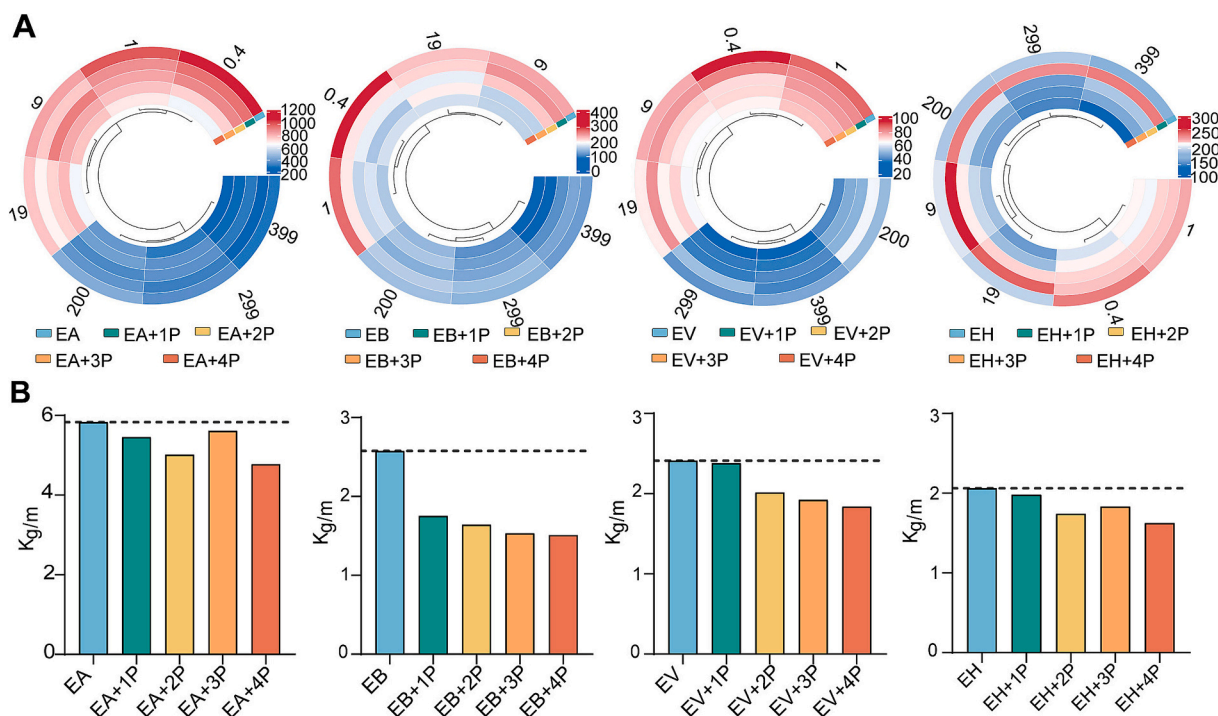 A
1
0.4
9
19
200
299
399
1200
1000
800
600
400
200
EA
EA+1P
EA+2P
EA+3P
EA+4P
19
9
0.4
1
200
299
399
400
300
200
100
0
EB
EB+1P
EB+2P
EB+3P
EB+4P
0.4
1
9
19
299
399
200
100
80
60
40
20
EV
EV+1P
EV+2P
EV+3P
EV+4P
299
399
200
9
19
0.4
1
300
250
200
150
100
EH
EH+1P
EH+2P
EH+3P
EH+4P
B
Kg/m
6
4
2
0
EA
EA+1P
EA+2P
EA+3P
EA+4P
Kg/m
3
2
1
0
EB
EB+1P
EB+2P
EB+3P
EB+4P
Kg/m
3
2
1
0
EV
EV+1P
EV+2P
EV+3P
EV+4P
Kg/m
3
2
1
0
EH
EH+1P
EH+2P
EH+3P
EH+4P